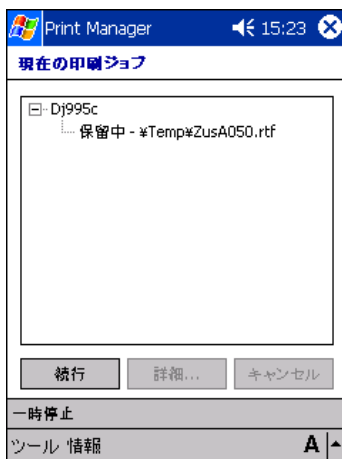 Print Manager 15:23
現在の印刷ジョブ
Dj995c
保留中 - ¥Temp¥ZusA050.rtf
続行 詳細... キャンセル
一時停止
ツール 情報 A